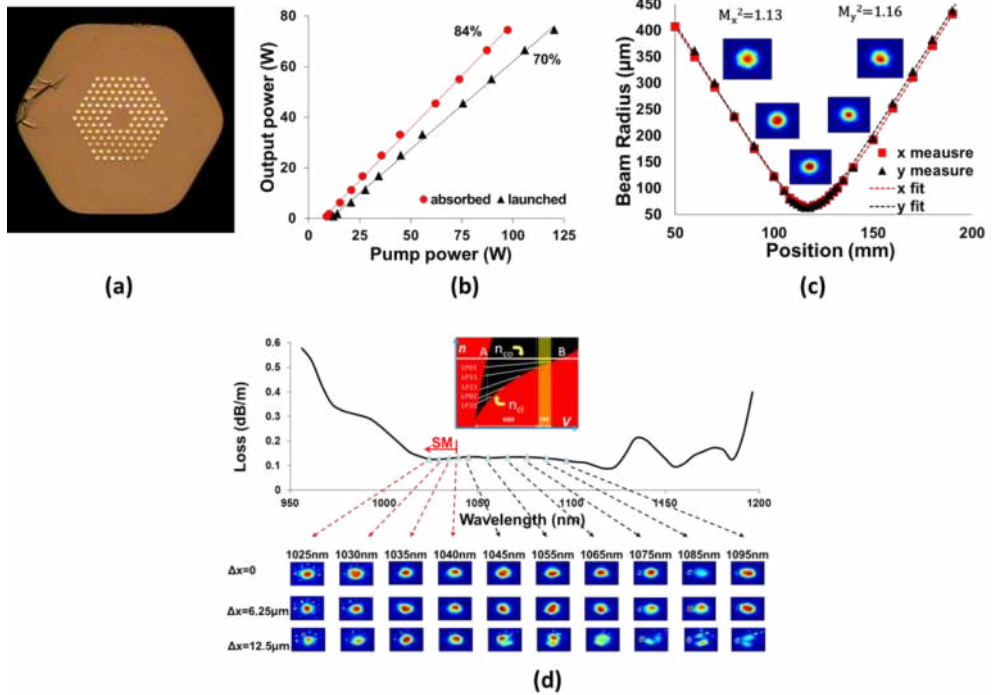 84%
70%
Output power (W)
80
60
40
20
0
0 25 50 75 100 125
absorbed launched
Pump power (W)
Mx²=1.13
My²=1.16
Beam Radius (µm)
450
400
350
300
250
200
150
100
50
x meausre
y measure
x fit
y fit
50 100 150 200
Position (mm)
(a)
(b)
(c)
Loss (dB/m)
0.6
0.5
0.4
0.3
0.2
0.1
0
n A nco B
LP01
LP11
LP21
LP02
LP31
ncl
MM SM V
SM
950 1000 1050 1100 1150 1200
Wavelength (nm)
1025nm 1030nm 1035nm 1040nm 1045nm 1055nm 1065nm 1075nm 1085nm 1095nm
Δx=0
Δx=6.25µm
Δx=12.5µm
(d)